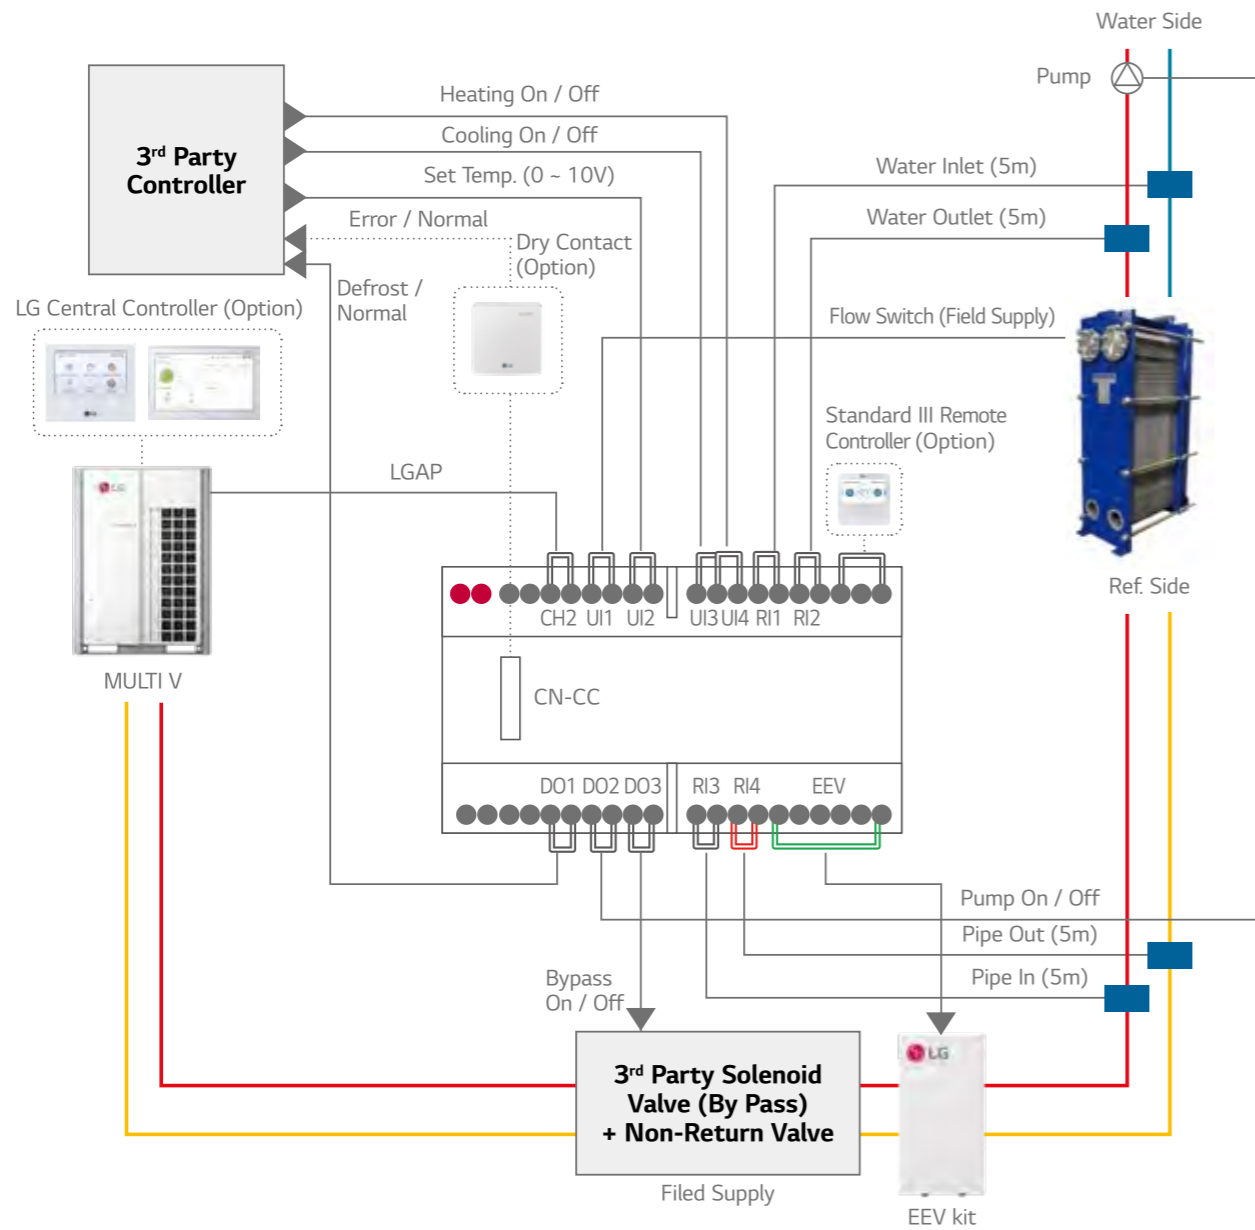 Water Side
Pump
Heating On / Off
Cooling On / Off
Set Temp. (0 ~ 10V)
Error / Normal
3rd Party
Controller
Dry Contact
(Option)
Defrost /
Normal
Water Inlet (5m)
Water Outlet (5m)
LG Central Controller (Option)
Flow Switch (Field Supply)
Standard III Remote
Controller (Option)
LGAP
LG
MULTI V
Ref. Side
CH2 UI1 UI2 UI3 UI4 RI1 RI2
CN-CC
DO1 DO2 DO3 RI3 RI4 EEV
Pump On / Off
Pipe Out (5m)
Pipe In (5m)
Bypass
On / Off
3rd Party Solenoid
Valve (By Pass)
+ Non-Return Valve
Filed Supply
LG
EEV kit